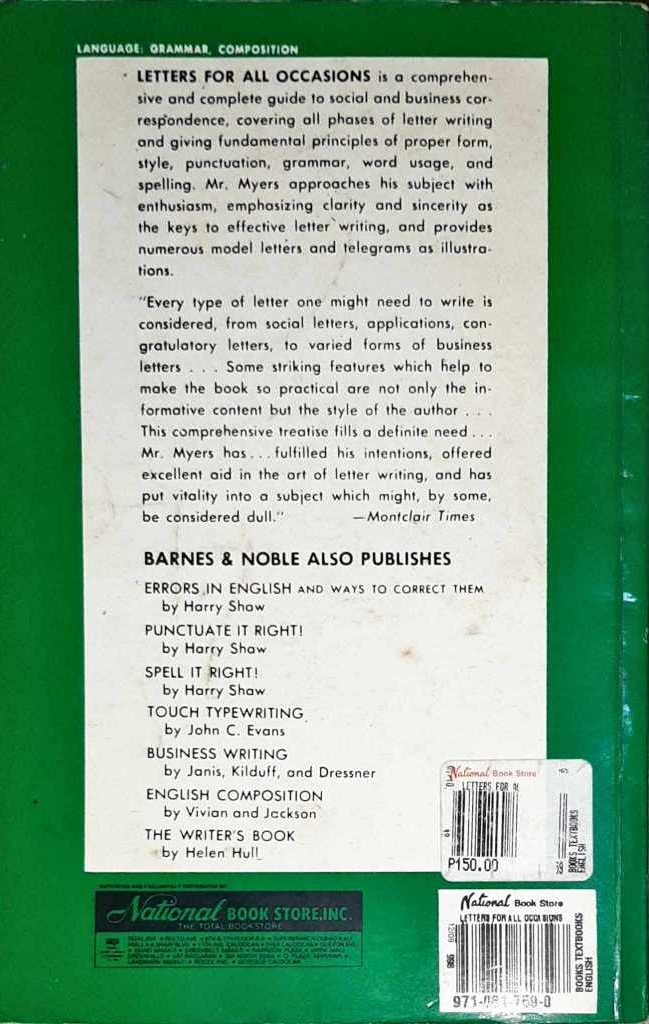 LANGUAGE: GRAMMAR, COMPOSITION
LETTERS FOR ALL OCCASIONS is a comprehen-
sive and complete guide to social and business cor-
respondence, covering all phases of letter writing
and giving fundamental principles of proper form,
style, punctuation, grammar, word usage, and
spelling. Mr. Myers approaches his subject with
enthusiasm, emphasizing clarity and sincerity as
the keys to effective letter writing, and provides
numerous model letters and telegrams as illustra-
tions.
"Every type of letter one might need to write is
considered, from social letters, applications, con-
gratulatory letters, to varied forms of business
letters . . . Some striking features which help to
make the book so practical are not only the in-
formative content but the style of the author . . .
This comprehensive treatise fills a definite need . . .
Mr. Myers has . . . fulfilled his intentions, offered
excellent aid in the art of letter writing, and has
put vitality into a subject which might, by some,
be considered dull." —Montclair Times
BARNES & NOBLE ALSO PUBLISHES
ERRORS IN ENGLISH AND WAYS TO CORRECT THEM
by Harry Shaw
PUNCTUATE IT RIGHT!
by Harry Shaw
SPELL IT RIGHT!
by Harry Shaw
TOUCH TYPEWRITING
by John C. Evans
BUSINESS WRITING
by Janis, Kilduff, and Dressner
ENGLISH COMPOSITION
by Vivian and Jackson
THE WRITER'S BOOK
by Helen Hull
National Book Store
LETTERS FOR A
P150.00
BOOKS TEXTBOOKS
ENGLISH
National BOOK STORE, INC.
THE TOTAL BOOKSTORE
National Book Store
LETTERS FOR ALL OCCASIONS
BOOKS TEXTBOOKS
ENGLISH
971-081-759-0